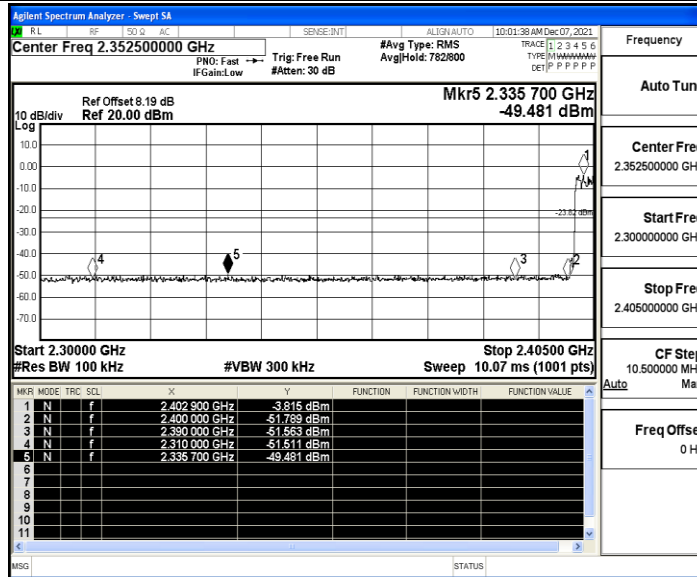 Agilent Spectrum Analyzer - Swept SA
RL RF 50 Ω AC SENSE:INT ALIGNAUTO 10:01:38 AM Dec 07, 2021
Center Freq 2.352500000 GHz #Avg Type: RMS TRACE 1 2 3 4 5 6
PNO: Fast Trig: Free Run Avg|Hold: 782/800 TYPE M WWWWW
IFGain:Low #Atten: 30 dB DET P P P P P P
Ref Offset 8.19 dB Mkr5 2.335 700 GHz
10 dB/div Ref 20.00 dBm -49.481 dBm
Log
10.0
0.00
-10.0
-20.0
-23.82 dBm
-30.0
-40.0
-50.0
-60.0
-70.0
1
4
5
3
2
Start 2.30000 GHz Stop 2.40500 GHz
#Res BW 100 kHz #VBW 300 kHz Sweep 10.07 ms (1001 pts)
MKR MODE TRC SCL X Y FUNCTION FUNCTION WIDTH FUNCTION VALUE
1 N f 2.402 900 GHz -3.815 dBm
2 N f 2.400 000 GHz -51.789 dBm
3 N f 2.390 000 GHz -51.563 dBm
4 N f 2.310 000 GHz -51.511 dBm
5 N f 2.335 700 GHz -49.481 dBm
6
7
8
9
10
11
MSG STATUS
Frequency
Auto Tun
Center Fre
2.352500000 GH
Start Fre
2.300000000 GH
Stop Fre
2.405000000 GH
CF Ste
10.500000 MH
Auto Ma
Freq Offse
0 H